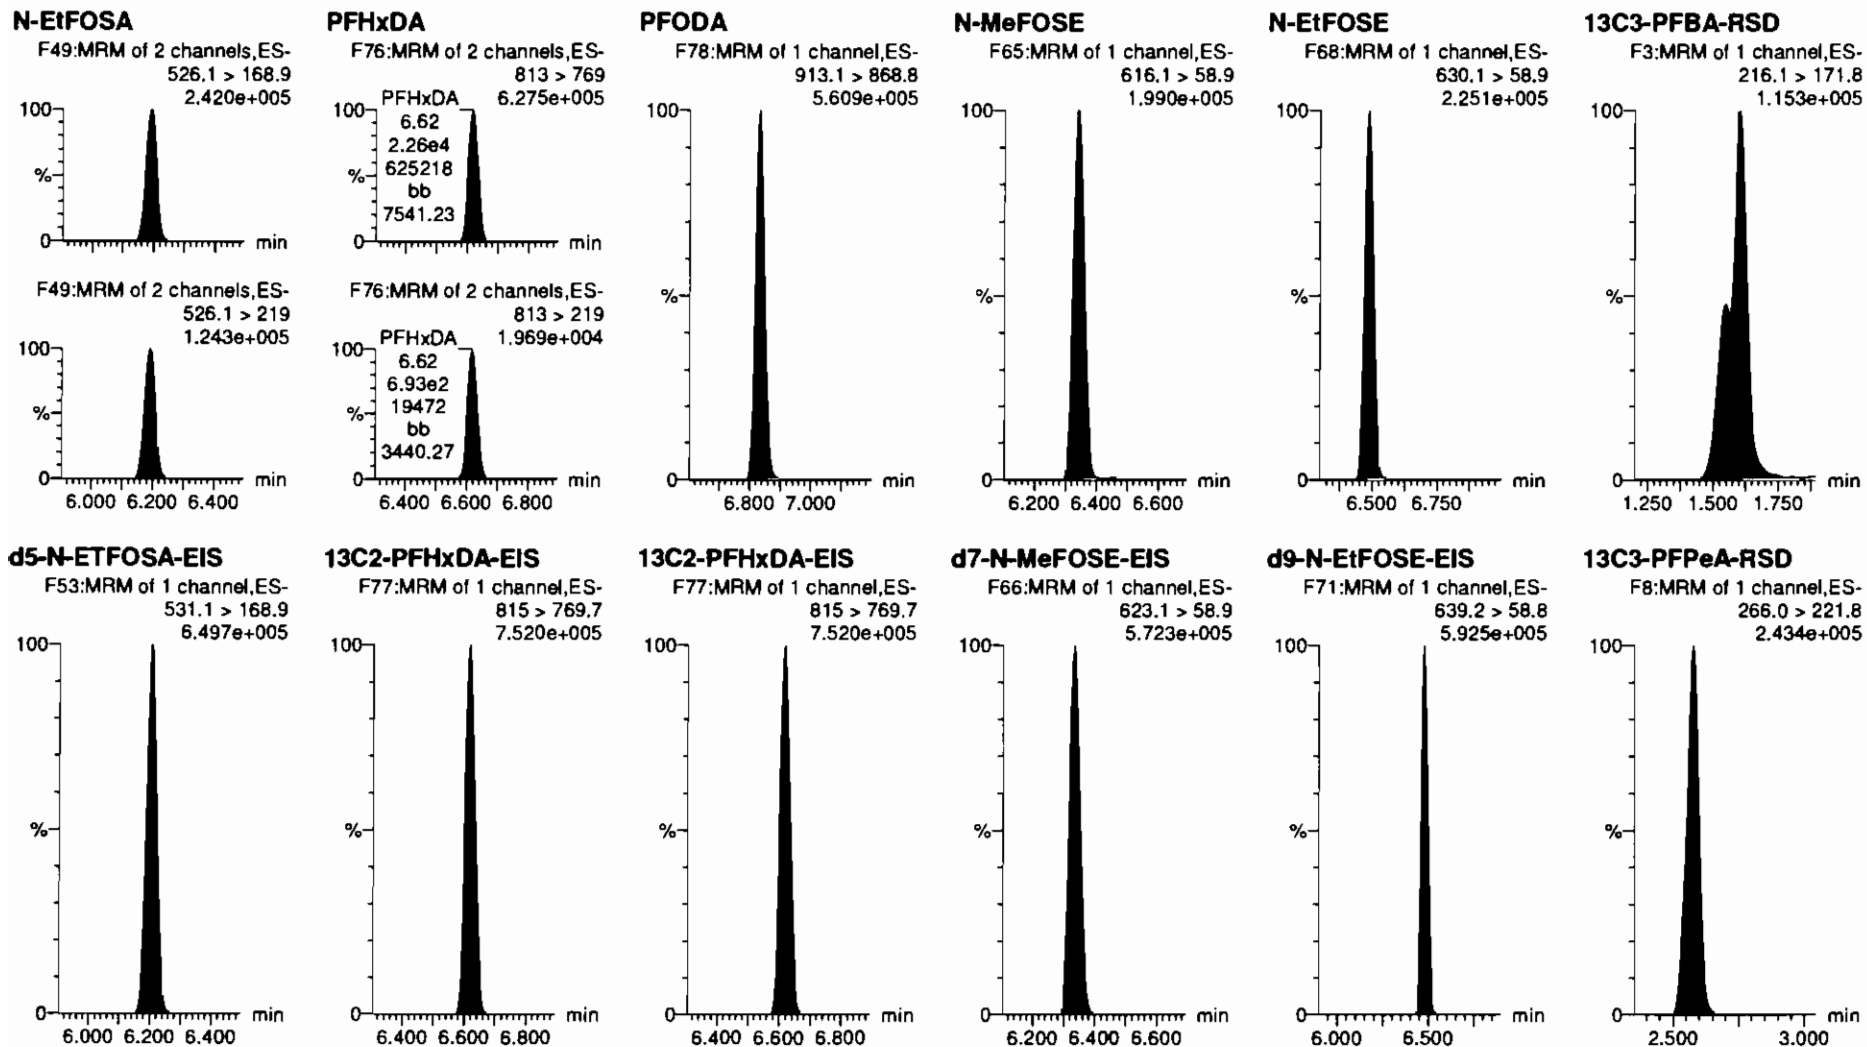 N-EtFOSA
F49:MRM of 2 channels,ES-
526.1 > 168.9
2.420e+005
100
%
0
min
F49:MRM of 2 channels,ES-
526.1 > 219
1.243e+005
100
%
0
min
6.000 6.200 6.400
PFHxDA
F76:MRM of 2 channels,ES-
813 > 769
6.275e+005
PFHxDA
6.62
2.26e4
625218
bb
7541.23
100
%
0
min
F76:MRM of 2 channels,ES-
813 > 219
1.969e+004
PFHxDA
6.62
6.93e2
19472
bb
3440.27
100
%
0
min
6.400 6.600 6.800
PFODA
F78:MRM of 1 channel,ES-
913.1 > 868.8
5.609e+005
100
%
0
min
6.800 7.000
N-MeFOSE
F65:MRM of 1 channel,ES-
616.1 > 58.9
1.990e+005
100
%
0
min
6.200 6.400 6.600
N-EtFOSE
F68:MRM of 1 channel,ES-
630.1 > 58.9
2.251e+005
100
%
0
min
6.500 6.750
13C3-PFBA-RSD
F3:MRM of 1 channel,ES-
216.1 > 171.8
1.153e+005
100
%
0
min
1.250 1.500 1.750
d5-N-ETFOSA-EIS
F53:MRM of 1 channel,ES-
531.1 > 168.9
6.497e+005
100
%
0
min
6.000 6.200 6.400
13C2-PFHxDA-EIS
F77:MRM of 1 channel,ES-
815 > 769.7
7.520e+005
100
%
0
min
6.400 6.600 6.800
13C2-PFHxDA-EIS
F77:MRM of 1 channel,ES-
815 > 769.7
7.520e+005
100
%
0
min
6.400 6.600 6.800
d7-N-MeFOSE-EIS
F66:MRM of 1 channel,ES-
623.1 > 58.9
5.723e+005
100
%
0
min
6.200 6.400 6.600
d9-N-EtFOSE-EIS
F71:MRM of 1 channel,ES-
639.2 > 58.8
5.925e+005
100
%
0
min
6.000 6.500
13C3-PFPeA-RSD
F8:MRM of 1 channel,ES-
266.0 > 221.8
2.434e+005
100
%
0
min
2.500 3.000